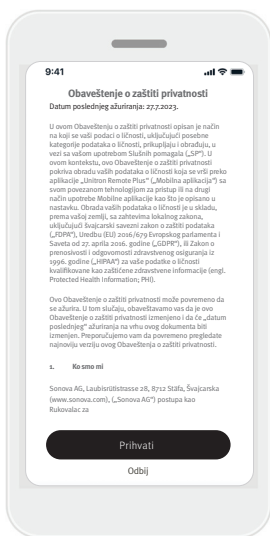 9:41
Obaveštenje o zaštiti privatnosti
Datum poslednjeg ažuriranja: 27.7.2023.
U ovom Obaveštenju o zaštiti privatnosti opisan je način
na koji se vaši podaci o ličnosti, uključujući posebne
kategorije podataka o ličnosti, prikupljaju i obrađuju, u
vezi sa vašom upotrebom Slušnih pomagala („SP"). U
ovom kontekstu, ovo Obaveštenje o zaštiti privatnosti
pokriva obradu vaših podataka o ličnosti koja se vrši preko
aplikacije „Unitron Remote Plus" („Mobilna aplikacija") sa
svom povezanom tehnologijom za pristup ili na drugi
način upotrebe Mobilne aplikacije kao što je opisano u
nastavku. Obrada vaših podataka o ličnosti je u skladu,
prema vašoj zemlji, sa zahtevima lokalnog zakona,
uključujući švajcarski savezni zakon o zaštiti podataka
(„FDPA"), Uredbu (EU) 2016/679 Evropskog parlamenta i
Saveta od 27. aprila 2016. godine („GDPR"), ili Zakon o
prenosivosti i odgovornosti zdravstvenog osiguranja iz
1996. godine („HIPAA") za vaše podatke o ličnosti
kvalifikovane kao zaštićene zdravstvene informacije (engl.
Protected Health Information; PHI).
Ovo Obaveštenje o zaštiti privatnosti može povremeno da
se ažurira. U tom slučaju, obaveštavamo vas da je ovo
Obaveštenje o zaštiti privatnosti izmenjeno i da će „datum
poslednjeg" ažuriranja na vrhu ovog dokumenta biti
izmenjen. Preporučujemo vam da povremeno pregledate
najnoviju verziju ovog Obaveštenja o zaštiti privatnosti.
1. Ko smo mi
Sonova AG, Laubisrütistrasse 28, 8712 Stäfa, Švajcarska
(www.sonova.com), („Sonova AG") postupa kao
Rukovalac za
Prihvati
Odbij